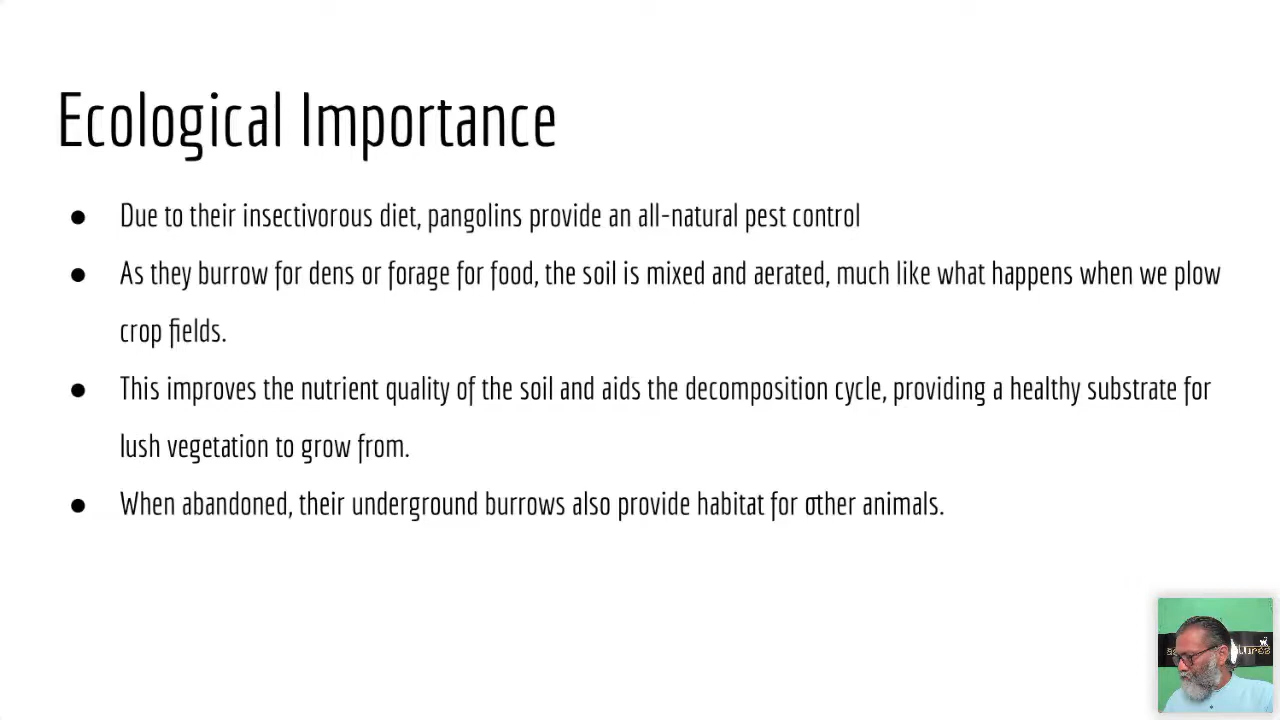 Ecological Importance
● Due to their insectivorous diet, pangolins provide an all-natural pest control
● As they burrow for dens or forage for food, the soil is mixed and aerated, much like what happens when we plow
crop fields.
● This improves the nutrient quality of the soil and aids the decomposition cycle, providing a healthy substrate for
lush vegetation to grow from.
● When abandoned, their underground burrows also provide habitat for other animals.